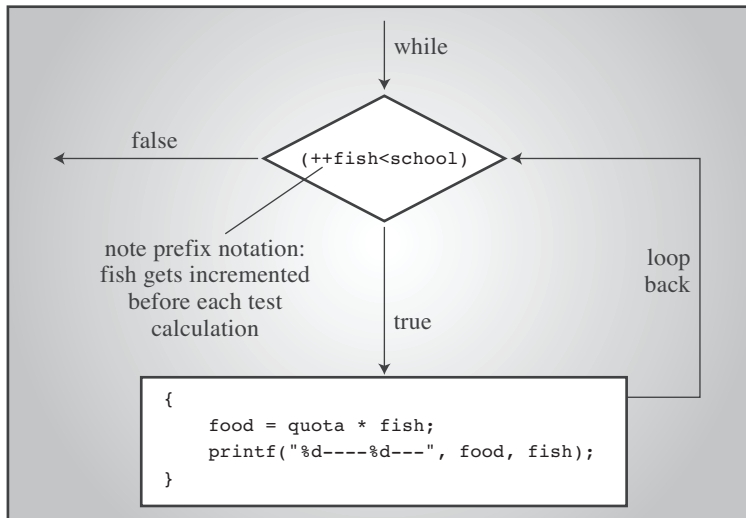 while
false
(++fish<school)
note prefix notation:
fish gets incremented
before each test
calculation
loop
back
true
{
food = quota * fish;
printf("%d----%d---", food, fish);
}